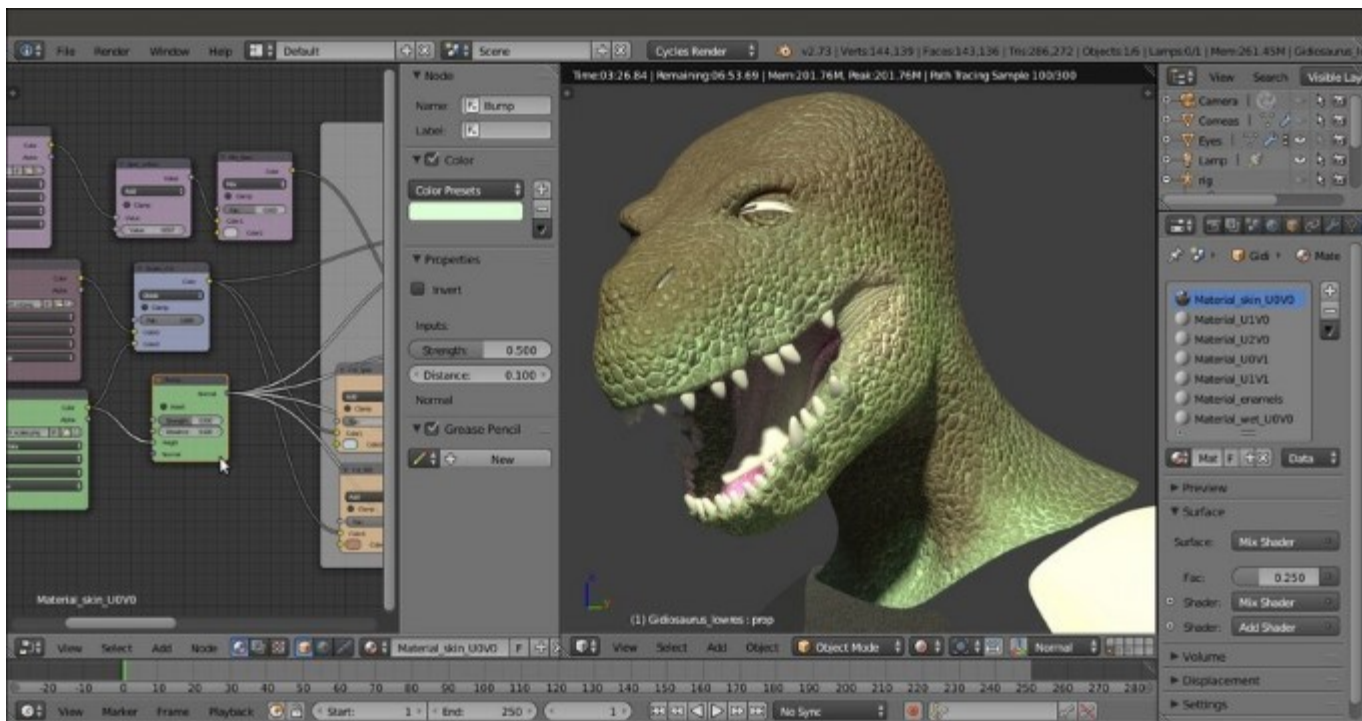 File Render Window Help Default Scene Cycles Render v2.73 | Verts:144,139 | Faces:143,136 | Tris:286,272 | Objects:1/6 | Lamps:0/1 | Mem:261.45M | Gidiosaurus_l
Node
Name: Bump
Label:
Color
Color Presets
Properties
Invert
Inputs:
Strength: 0.500
Distance: 0.100
Normal
Grease Pencil
New
Material_skin_U0V0
View Select Add Node Material_skin_U0V0 F
Time:03:26.84 | Remaining:06:53.69 | Mem:201.76M, Peak:201.76M | Path Tracing Sample 100/300
(1) Gidiosaurus_lowres : prop
View Select Add Object Object Mode Normal
View Search Visible Lay
Camera
Corneas
Eyes
Lamp
rig
Gidi Mate
Material_skin_U0V0
Material_U1V0
Material_U2V0
Material_U0V1
Material_U1V1
Material_enamels
Material_wet_U0V0
Mat F Data
Preview
Surface
Surface: Mix Shader
Fac: 0.250
Shader: Mix Shader
Shader: Add Shader
Volume
Displacement
Settings
-20 -10 0 10 20 30 40 50 60 70 80 90 100 110 120 130 140 150 160 170 180 190 200 210 220 230 240 250 260 270 280
View Marker Frame Playback Start: 1 End: 250 1 No Sync